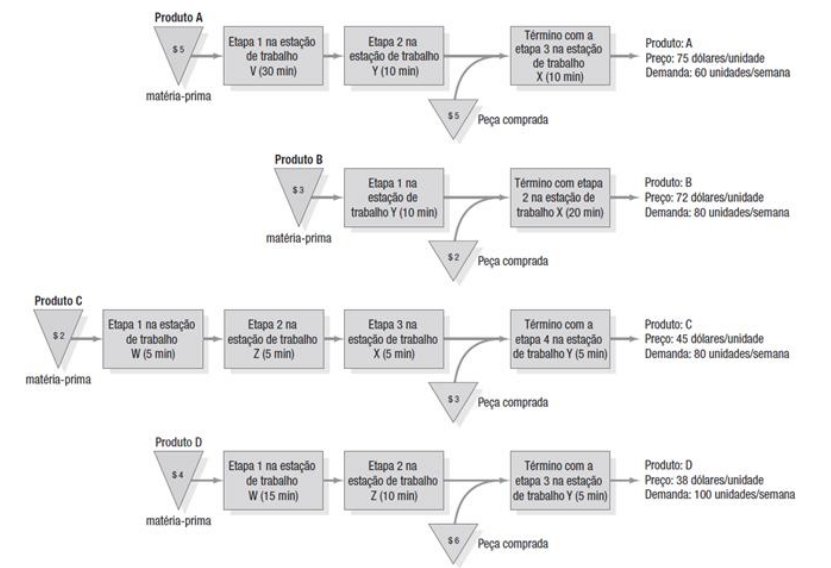 Produto A
$ 5
matéria-prima
Etapa 1 na estação
de trabalho
V (30 min)
Etapa 2 na
estação de trabalho
Y (10 min)
$ 5
Peça comprada
Término com a
etapa 3 na estação
de trabalho
X (10 min)
Produto: A
Preço: 75 dólares/unidade
Demanda: 60 unidades/semana
Produto B
$ 3
matéria-prima
Etapa 1 na
estação de
trabalho Y (10 min)
$ 2
Peça comprada
Término com etapa
2 na estação de
trabalho X (20 min)
Produto: B
Preço: 72 dólares/unidade
Demanda: 80 unidades/semana
Produto C
$ 2
matéria-prima
Etapa 1 na estação
de trabalho
W (5 min)
Etapa 2 na
estação de trabalho
Z (5 min)
Etapa 3 na
estação de trabalho
X (5 min)
$ 3
Peça comprada
Término com a
etapa 4 na estação
de trabalho Y (5 min)
Produto: C
Preço: 45 dólares/unidade
Demanda: 80 unidades/semana
Produto D
$ 4
matéria-prima
Etapa 1 na estação
de trabalho
W (15 min)
Etapa 2 na
estação de trabalho
Z (10 min)
$ 6
Peça comprada
Término com a
etapa 3 na estação
de trabalho Y (5 min)
Produto: D
Preço: 38 dólares/unidade
Demanda: 100 unidades/semana